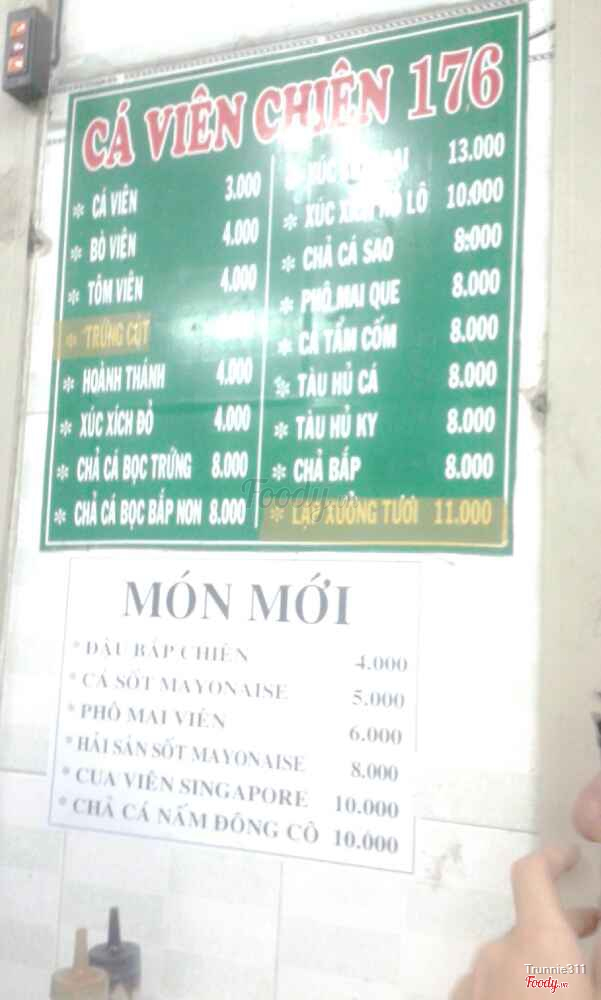 CÁ VIÊN CHIÊN 176
* CÁ VIÊN 3.000
* BÒ VIÊN 4.000
* TÔM VIÊN 4.000
* TRỨNG CÚT
* HOÀNH THÁNH 4.000
* XÚC XÍCH ĐỎ 4.000
* CHẢ CÁ BỌC TRỨNG 8.000
* CHẢ CÁ BỌC BẮP NON 8.000
* XÚC 13.000
* XÚC XÍCH LÔ 10.000
* CHẢ CÁ SAO 8.000
* PHÔ MAI QUE 8.000
* CÁ TẨM CỐM 8.000
* TÀU HỦ CÁ 8.000
* TÀU HỦ KY 8.000
* CHẢ BẮP 8.000
* LẠP XƯỞNG TƯƠI 11.000
Foody
MÓN MỚI
* ĐẬU BẮP CHIÊN 4.000
* CÁ SỐT MAYONAISE 5.000
* PHÔ MAI VIÊN 6.000
* HẢI SẢN SỐT MAYONAISE 8.000
* CUA VIÊN SINGAPORE 10.000
* CHẢ CÁ NẤM ĐÔNG CÔ 10.000
Trunnie311
Foody.vn